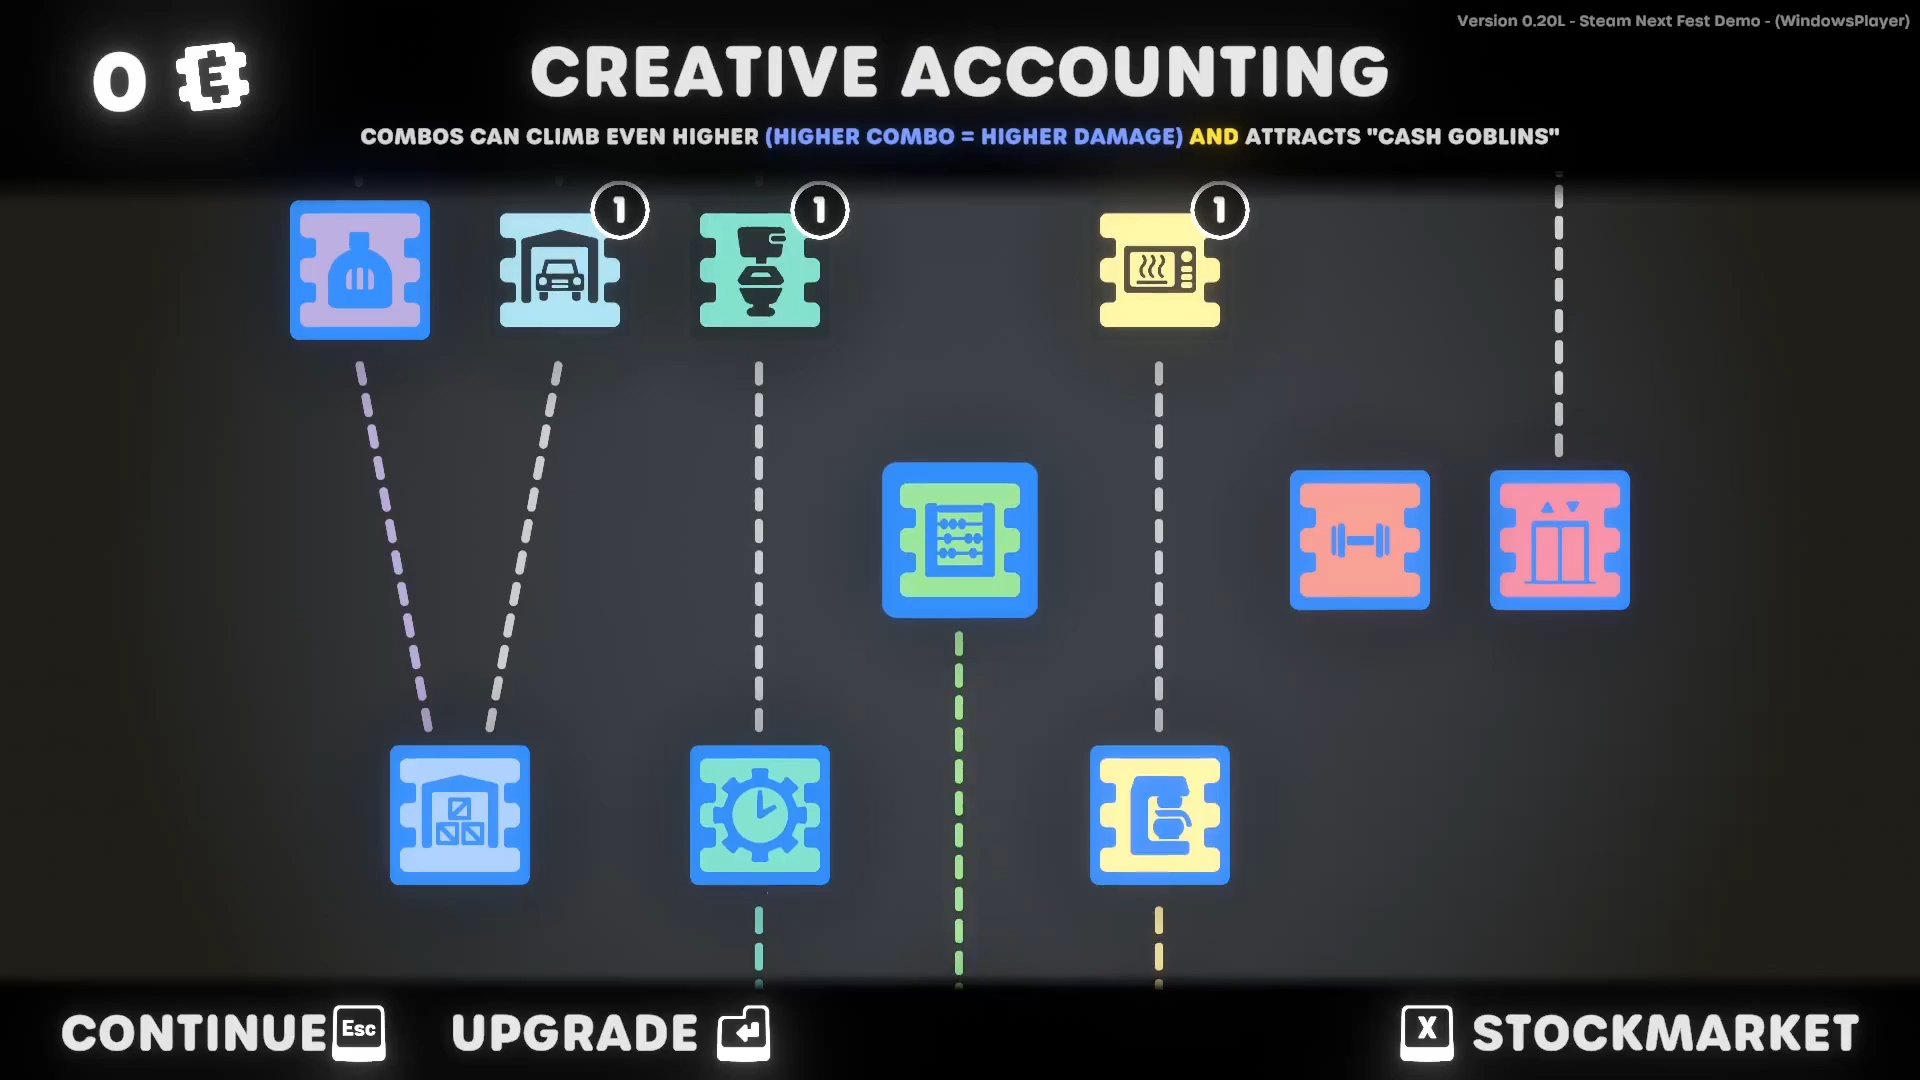 Version 0.20L - Steam Next Fest Demo - (WindowsPlayer)
0 E
CREATIVE ACCOUNTING
COMBOS CAN CLIMB EVEN HIGHER (HIGHER COMBO = HIGHER DAMAGE) AND ATTRACTS "CASH GOBLINS"
1 1 1
CONTINUE Esc UPGRADE X STOCKMARKET